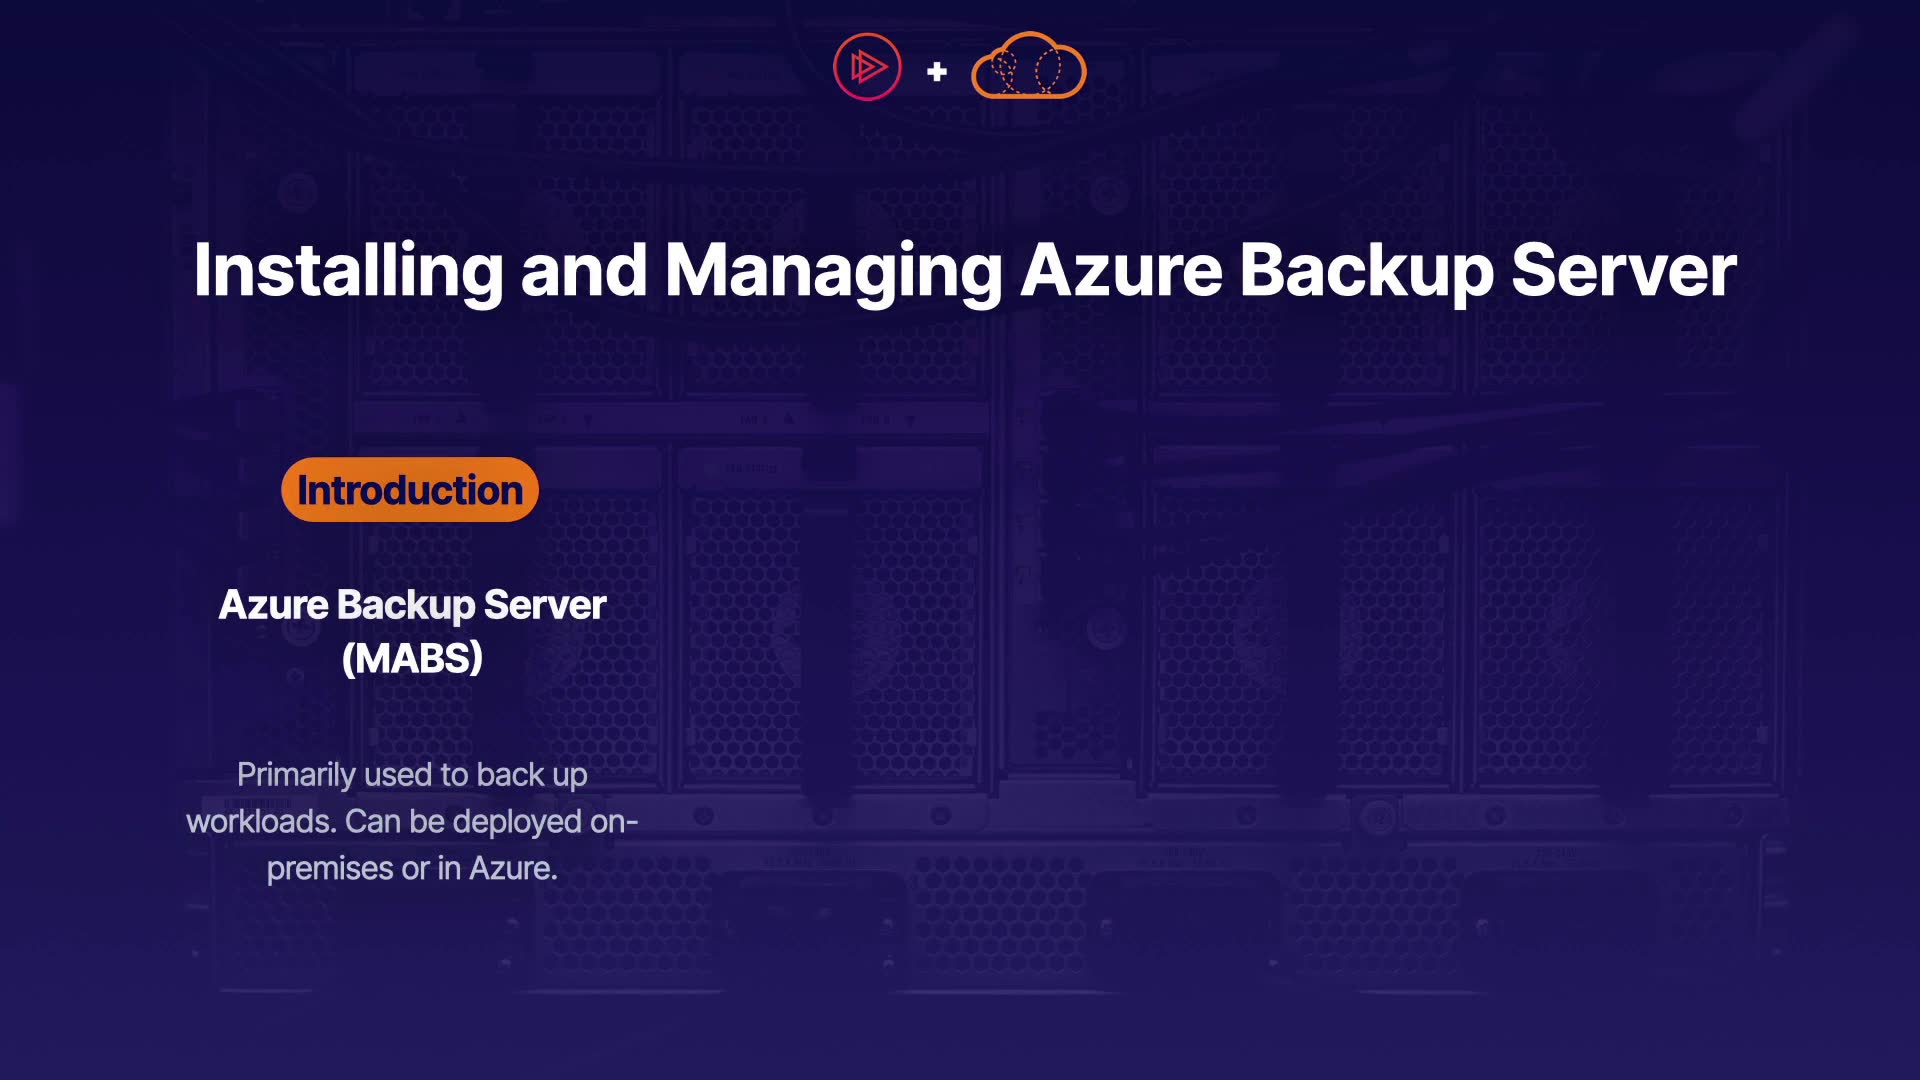 Installing and Managing Azure Backup Server
Introduction
Azure Backup Server
(MABS)
Primarily used to back up
workloads. Can be deployed on-
premises or in Azure.